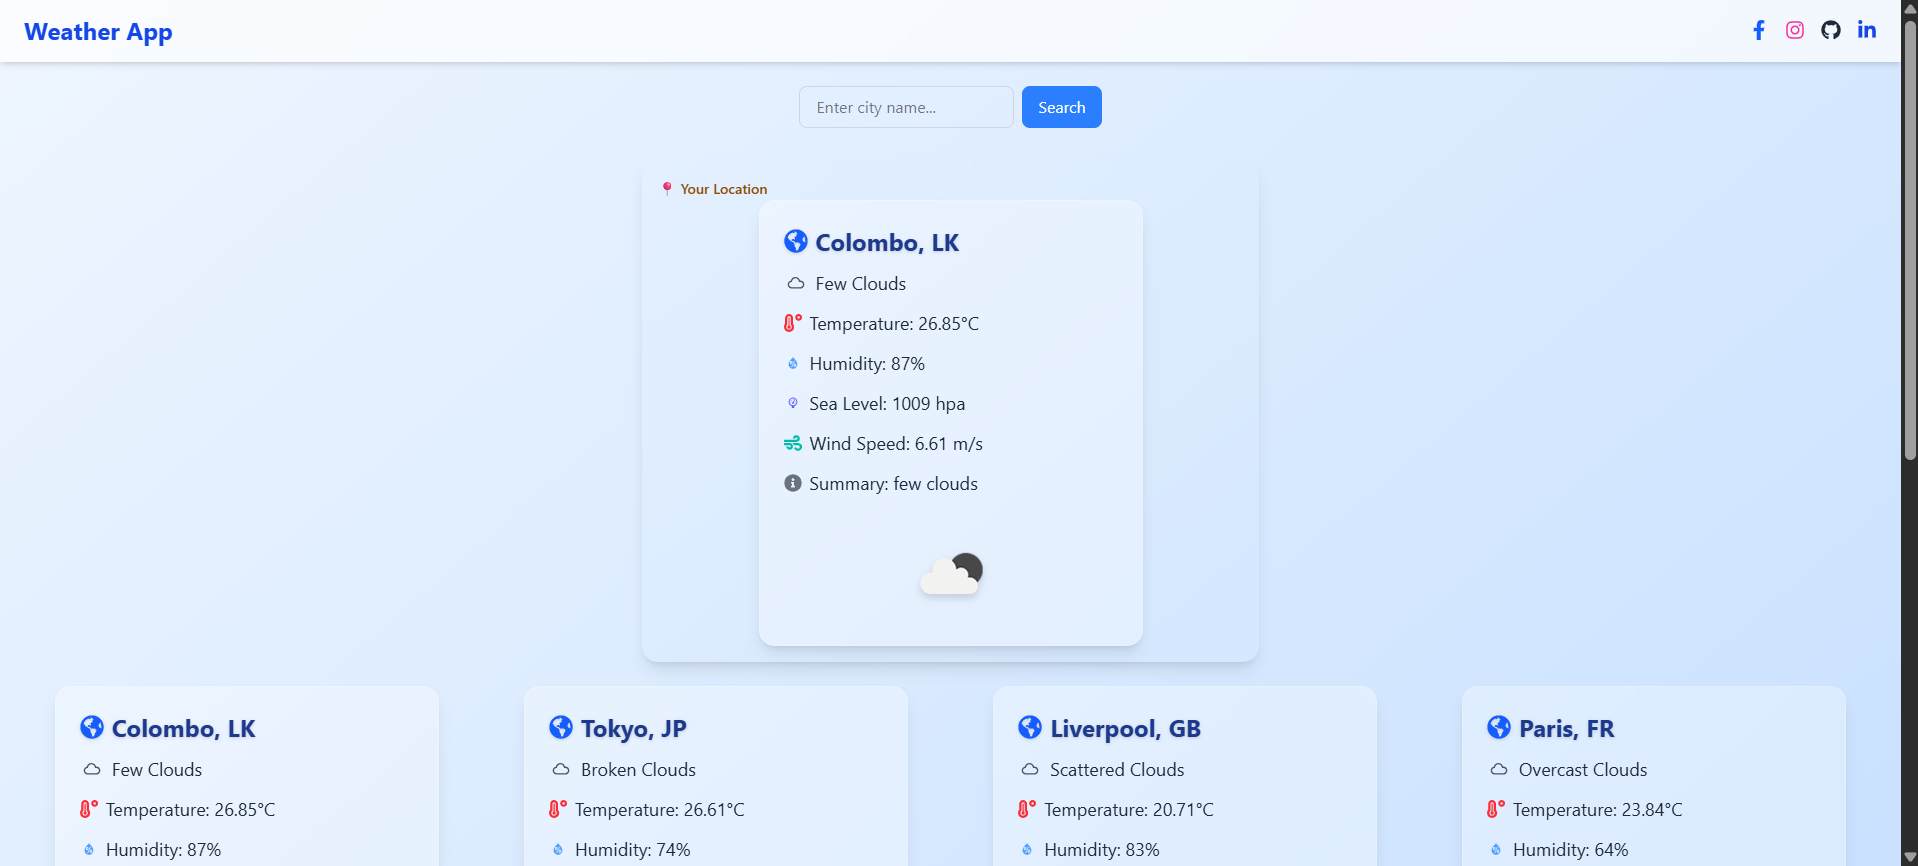 Weather App
Enter city name...
Search
Your Location
Colombo, LK
Few Clouds
Temperature: 26.85°C
Humidity: 87%
Sea Level: 1009 hpa
Wind Speed: 6.61 m/s
Summary: few clouds
Colombo, LK
Few Clouds
Temperature: 26.85°C
Humidity: 87%
Tokyo, JP
Broken Clouds
Temperature: 26.61°C
Humidity: 74%
Liverpool, GB
Scattered Clouds
Temperature: 20.71°C
Humidity: 83%
Paris, FR
Overcast Clouds
Temperature: 23.84°C
Humidity: 64%